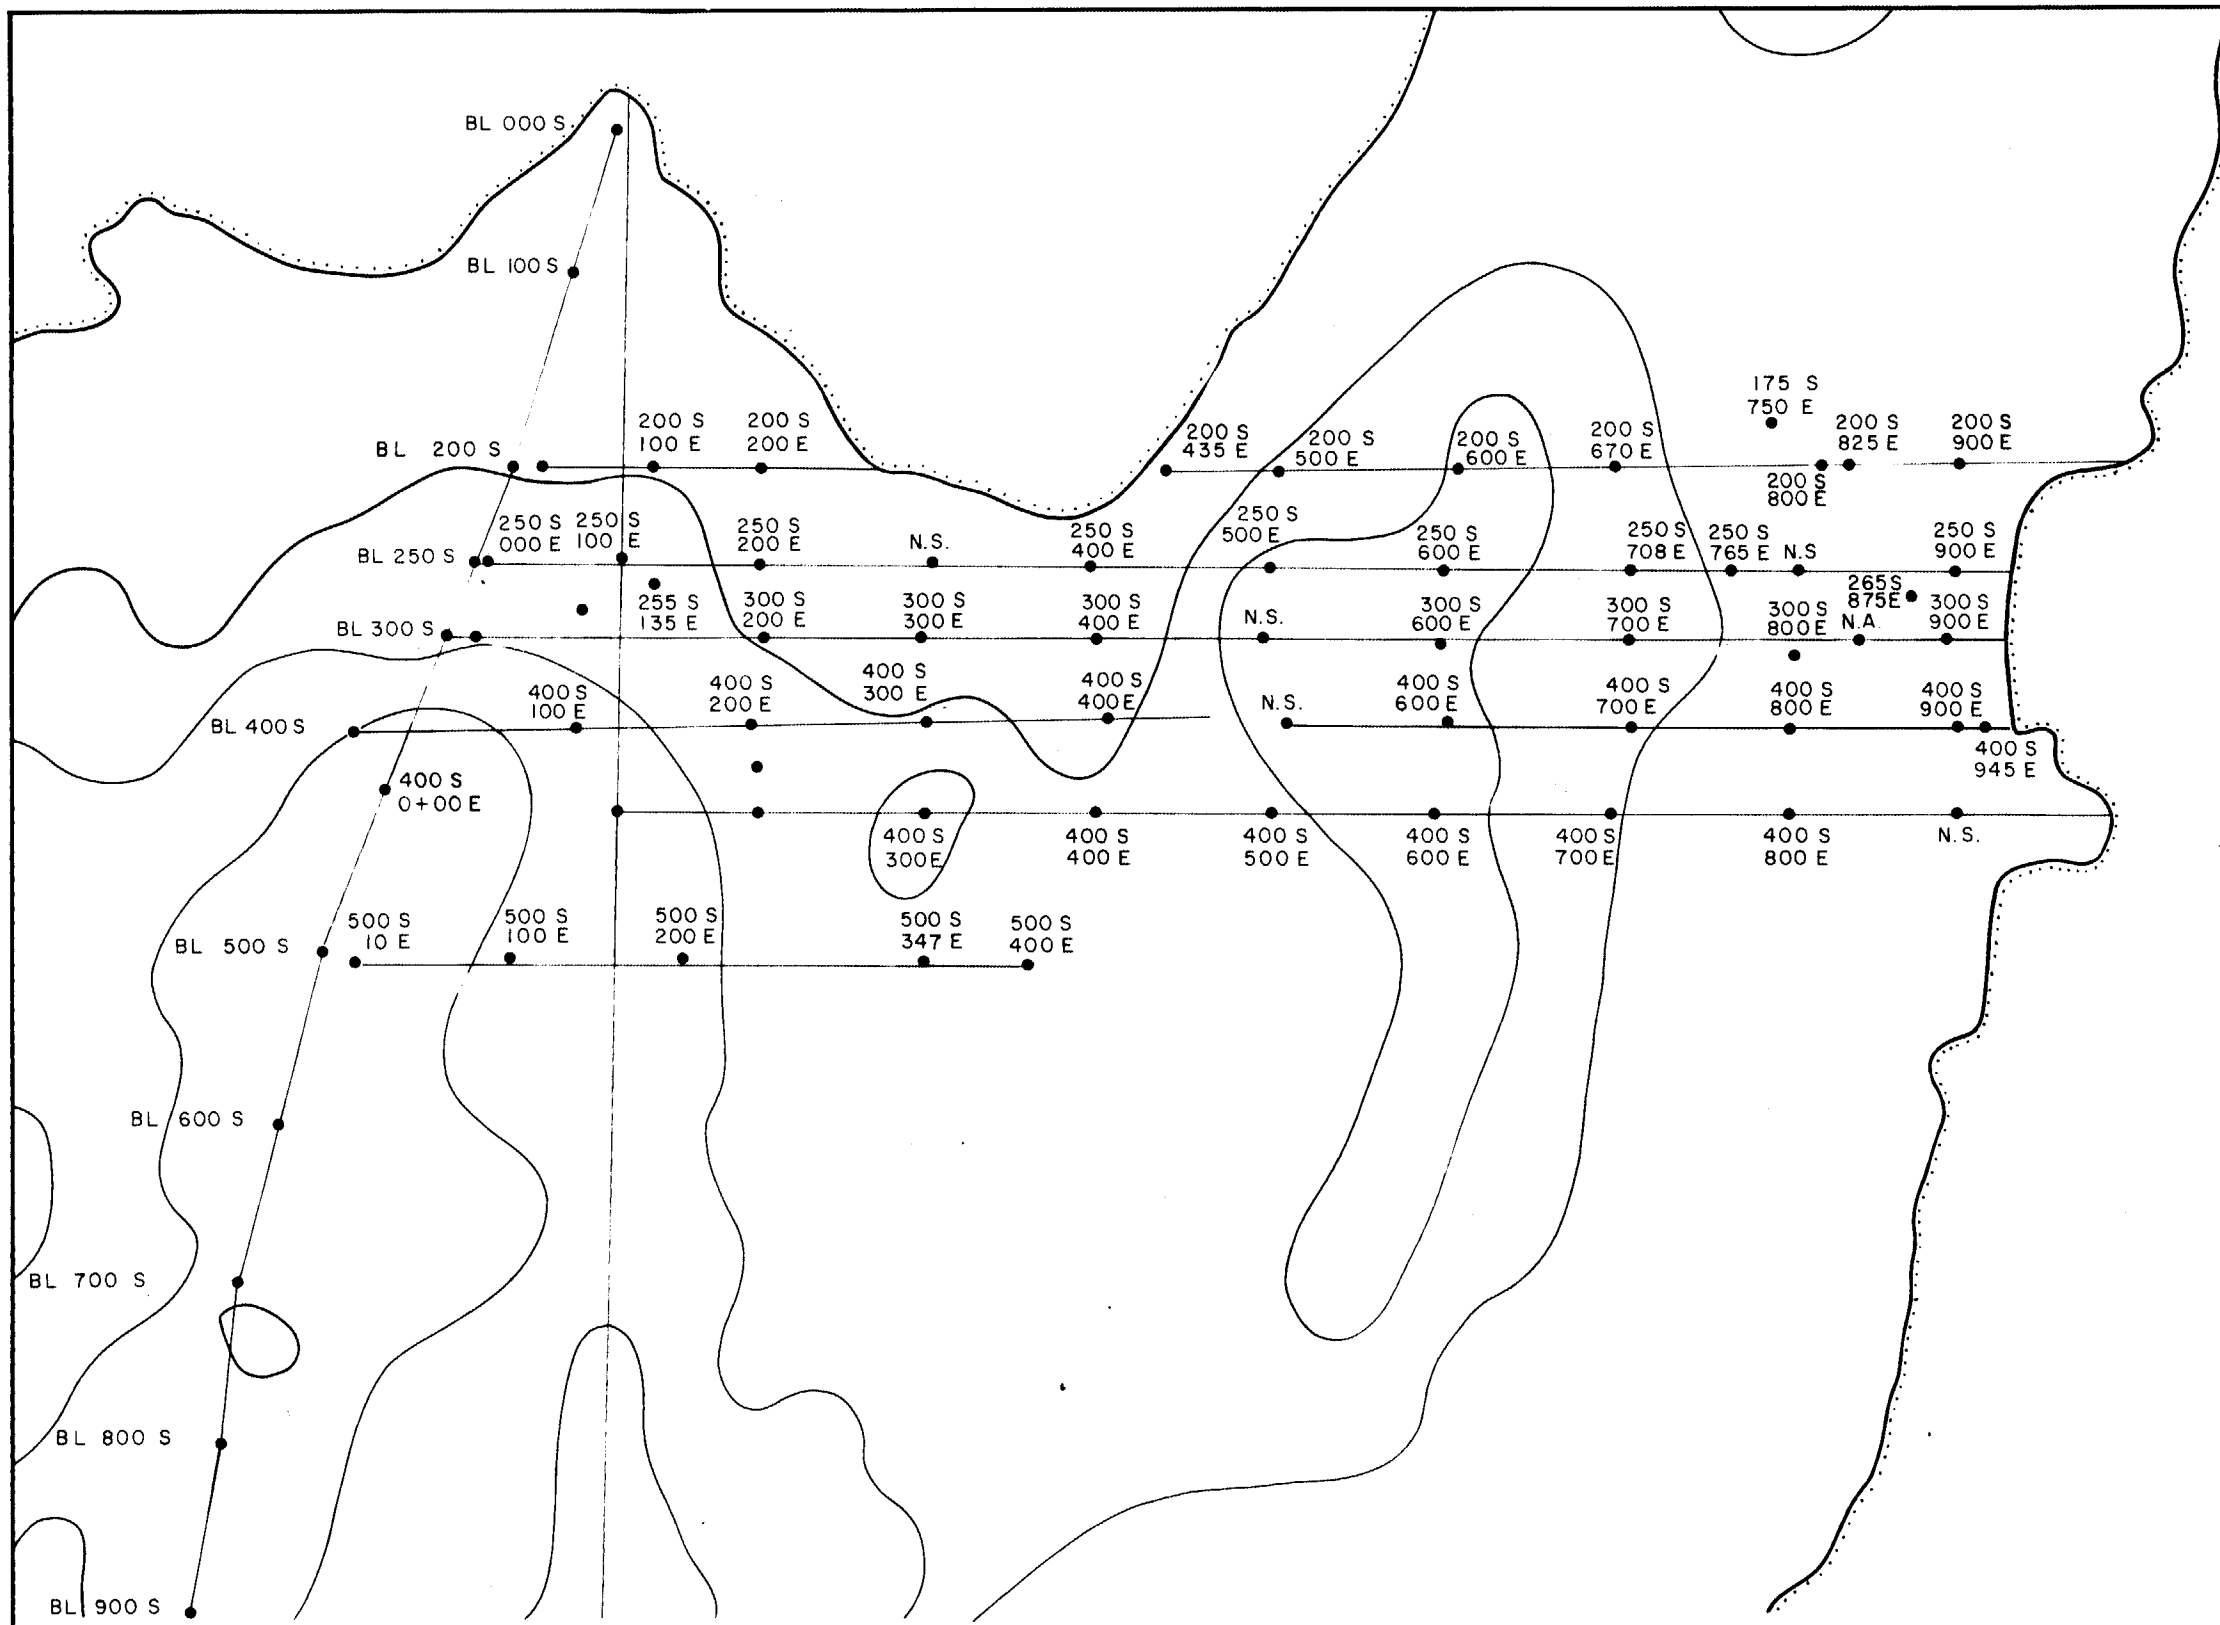 BL 000 S
BL 100 S
175 S
750 E
BL 200 S
200 S
100 E
200 S
200 E
200 S
435 E
200 S
500 E
200 S
600 E
200 S
670 E
200 S
800 E
200 S
825 E
200 S
900 E
BL 250 S
250 S
000 E
250 S
100 E
250 S
200 E
N.S.
250 S
400 E
250 S
500 E
250 S
600 E
250 S
708 E
250 S
765 E
N.S
250 S
900 E
255 S
135 E
265 S
875 E
BL 300 S
300 S
200 E
300 S
300 E
300 S
400 E
N.S.
300 S
600 E
300 S
700 E
300 S
800 E
N.A.
300 S
900 E
BL 400 S
400 S
100 E
400 S
200 E
400 S
300 E
400 S
400 E
N.S.
400 S
600 E
400 S
700 E
400 S
800 E
400 S
900 E
400 S
945 E
400 S
0+00 E
400 S
300 E
400 S
400 E
400 S
500 E
400 S
600 E
400 S
700 E
400 S
800 E
N.S.
BL 500 S
500 S
10 E
500 S
100 E
500 S
200 E
500 S
347 E
500 S
400 E
BL 600 S
BL 700 S
BL 800 S
BL 900 S